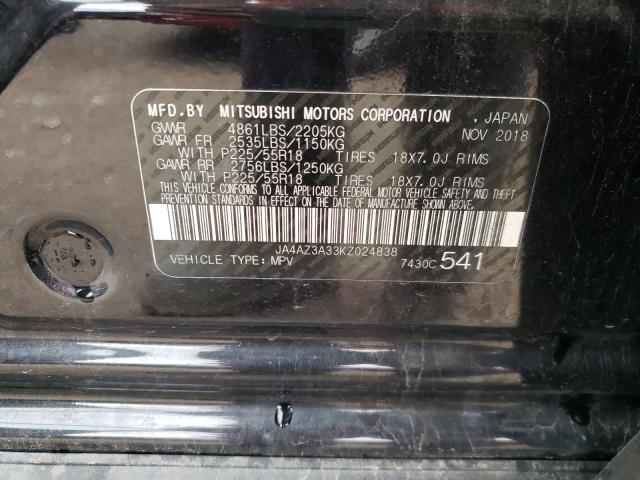 MFD.BY MITSUBISHI MOTORS CORPORATION . JAPAN
GVWR 4861LBS/2205KG NOV 2018
GAWR FR 2535LBS/1150KG
WITH P225/55R18 TIRES 18X7.0J RIMS
GAWR RR 2756LBS/1250KG
WITH P225/55R18 TIRES 18X7.0J RIMS
THIS VEHICLE CONFORMS TO ALL APPLICABLE FEDERAL MOTOR VEHICLE SAFETY AND THEFT
PREVENTION STANDARDS IN EFFECT ON THE DATE OF MANUFACTURE SHOWN ABOVE.
JA4AZ3A33KZ024838
VEHICLE TYPE: MPV 7430C 541